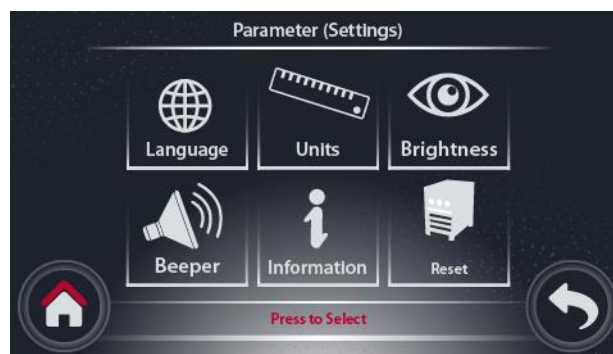 Parameter (Settings)
Language
Units
Brightness
Beeper
Information
Reset
Press to Select